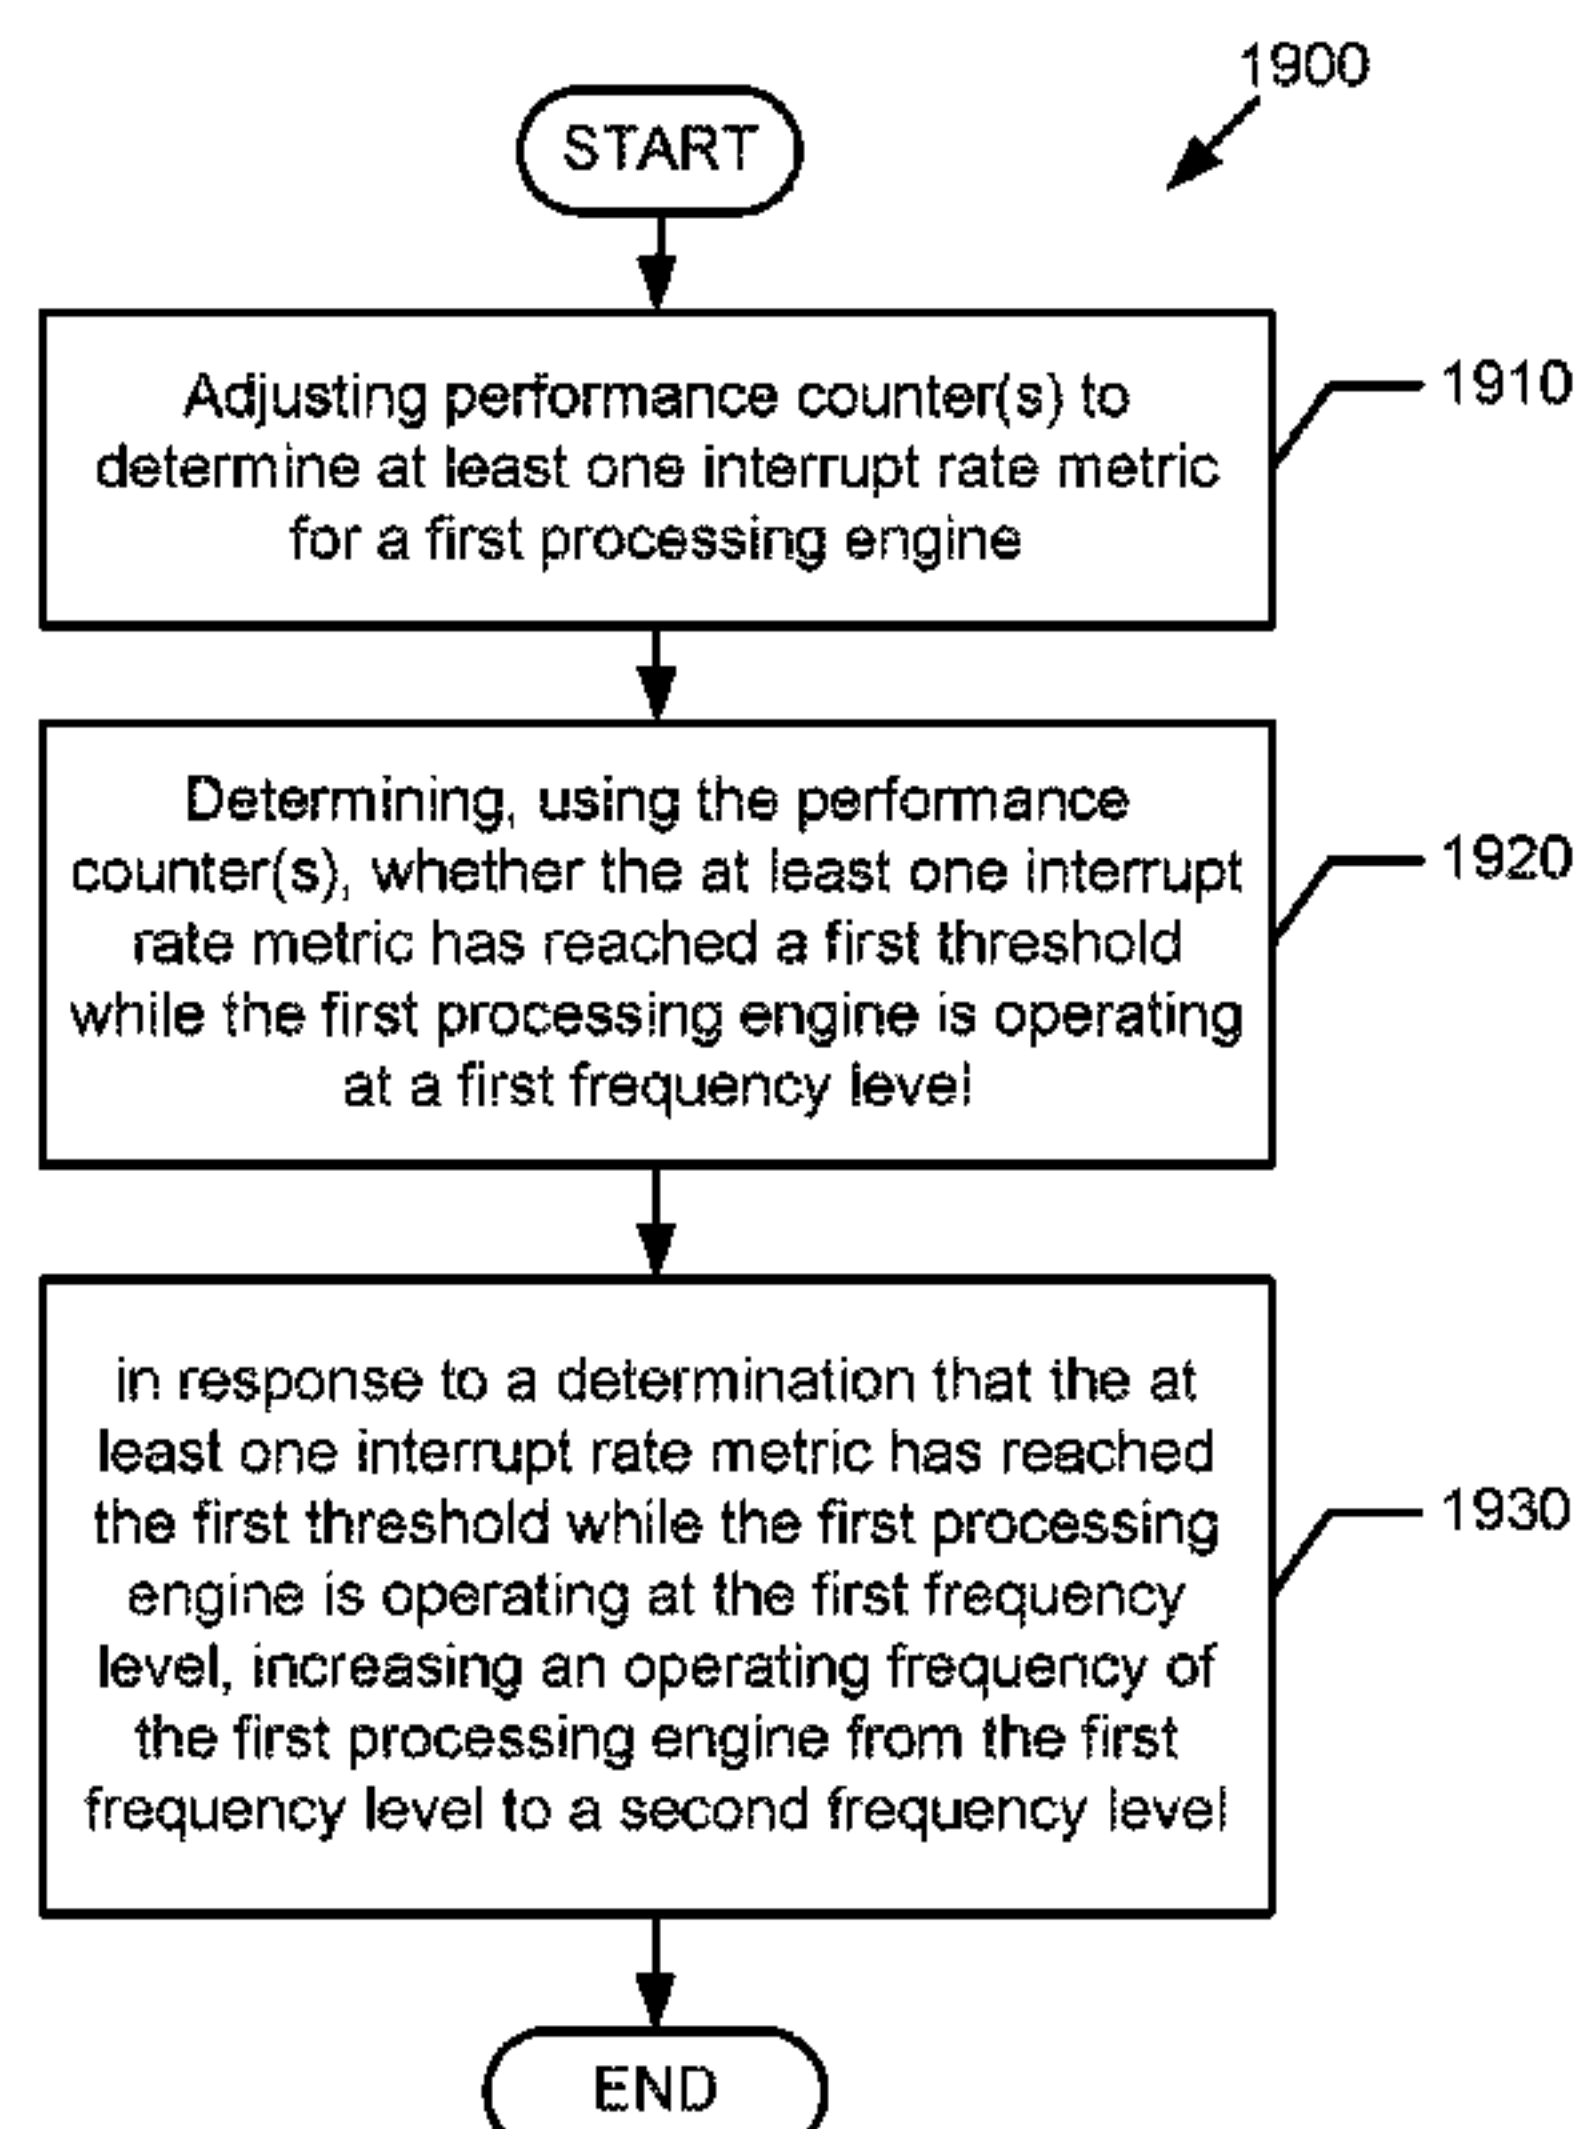 1900
START
Adjusting performance counter(s) to
determine at least one interrupt rate metric
for a first processing engine
1910
Determining, using the performance
counter(s), whether the at least one interrupt
rate metric has reached a first threshold
while the first processing engine is operating
at a first frequency level
1920
in response to a determination that the at
least one interrupt rate metric has reached
the first threshold while the first processing
engine is operating at the first frequency
level, increasing an operating frequency of
the first processing engine from the first
frequency level to a second frequency level
1930
END